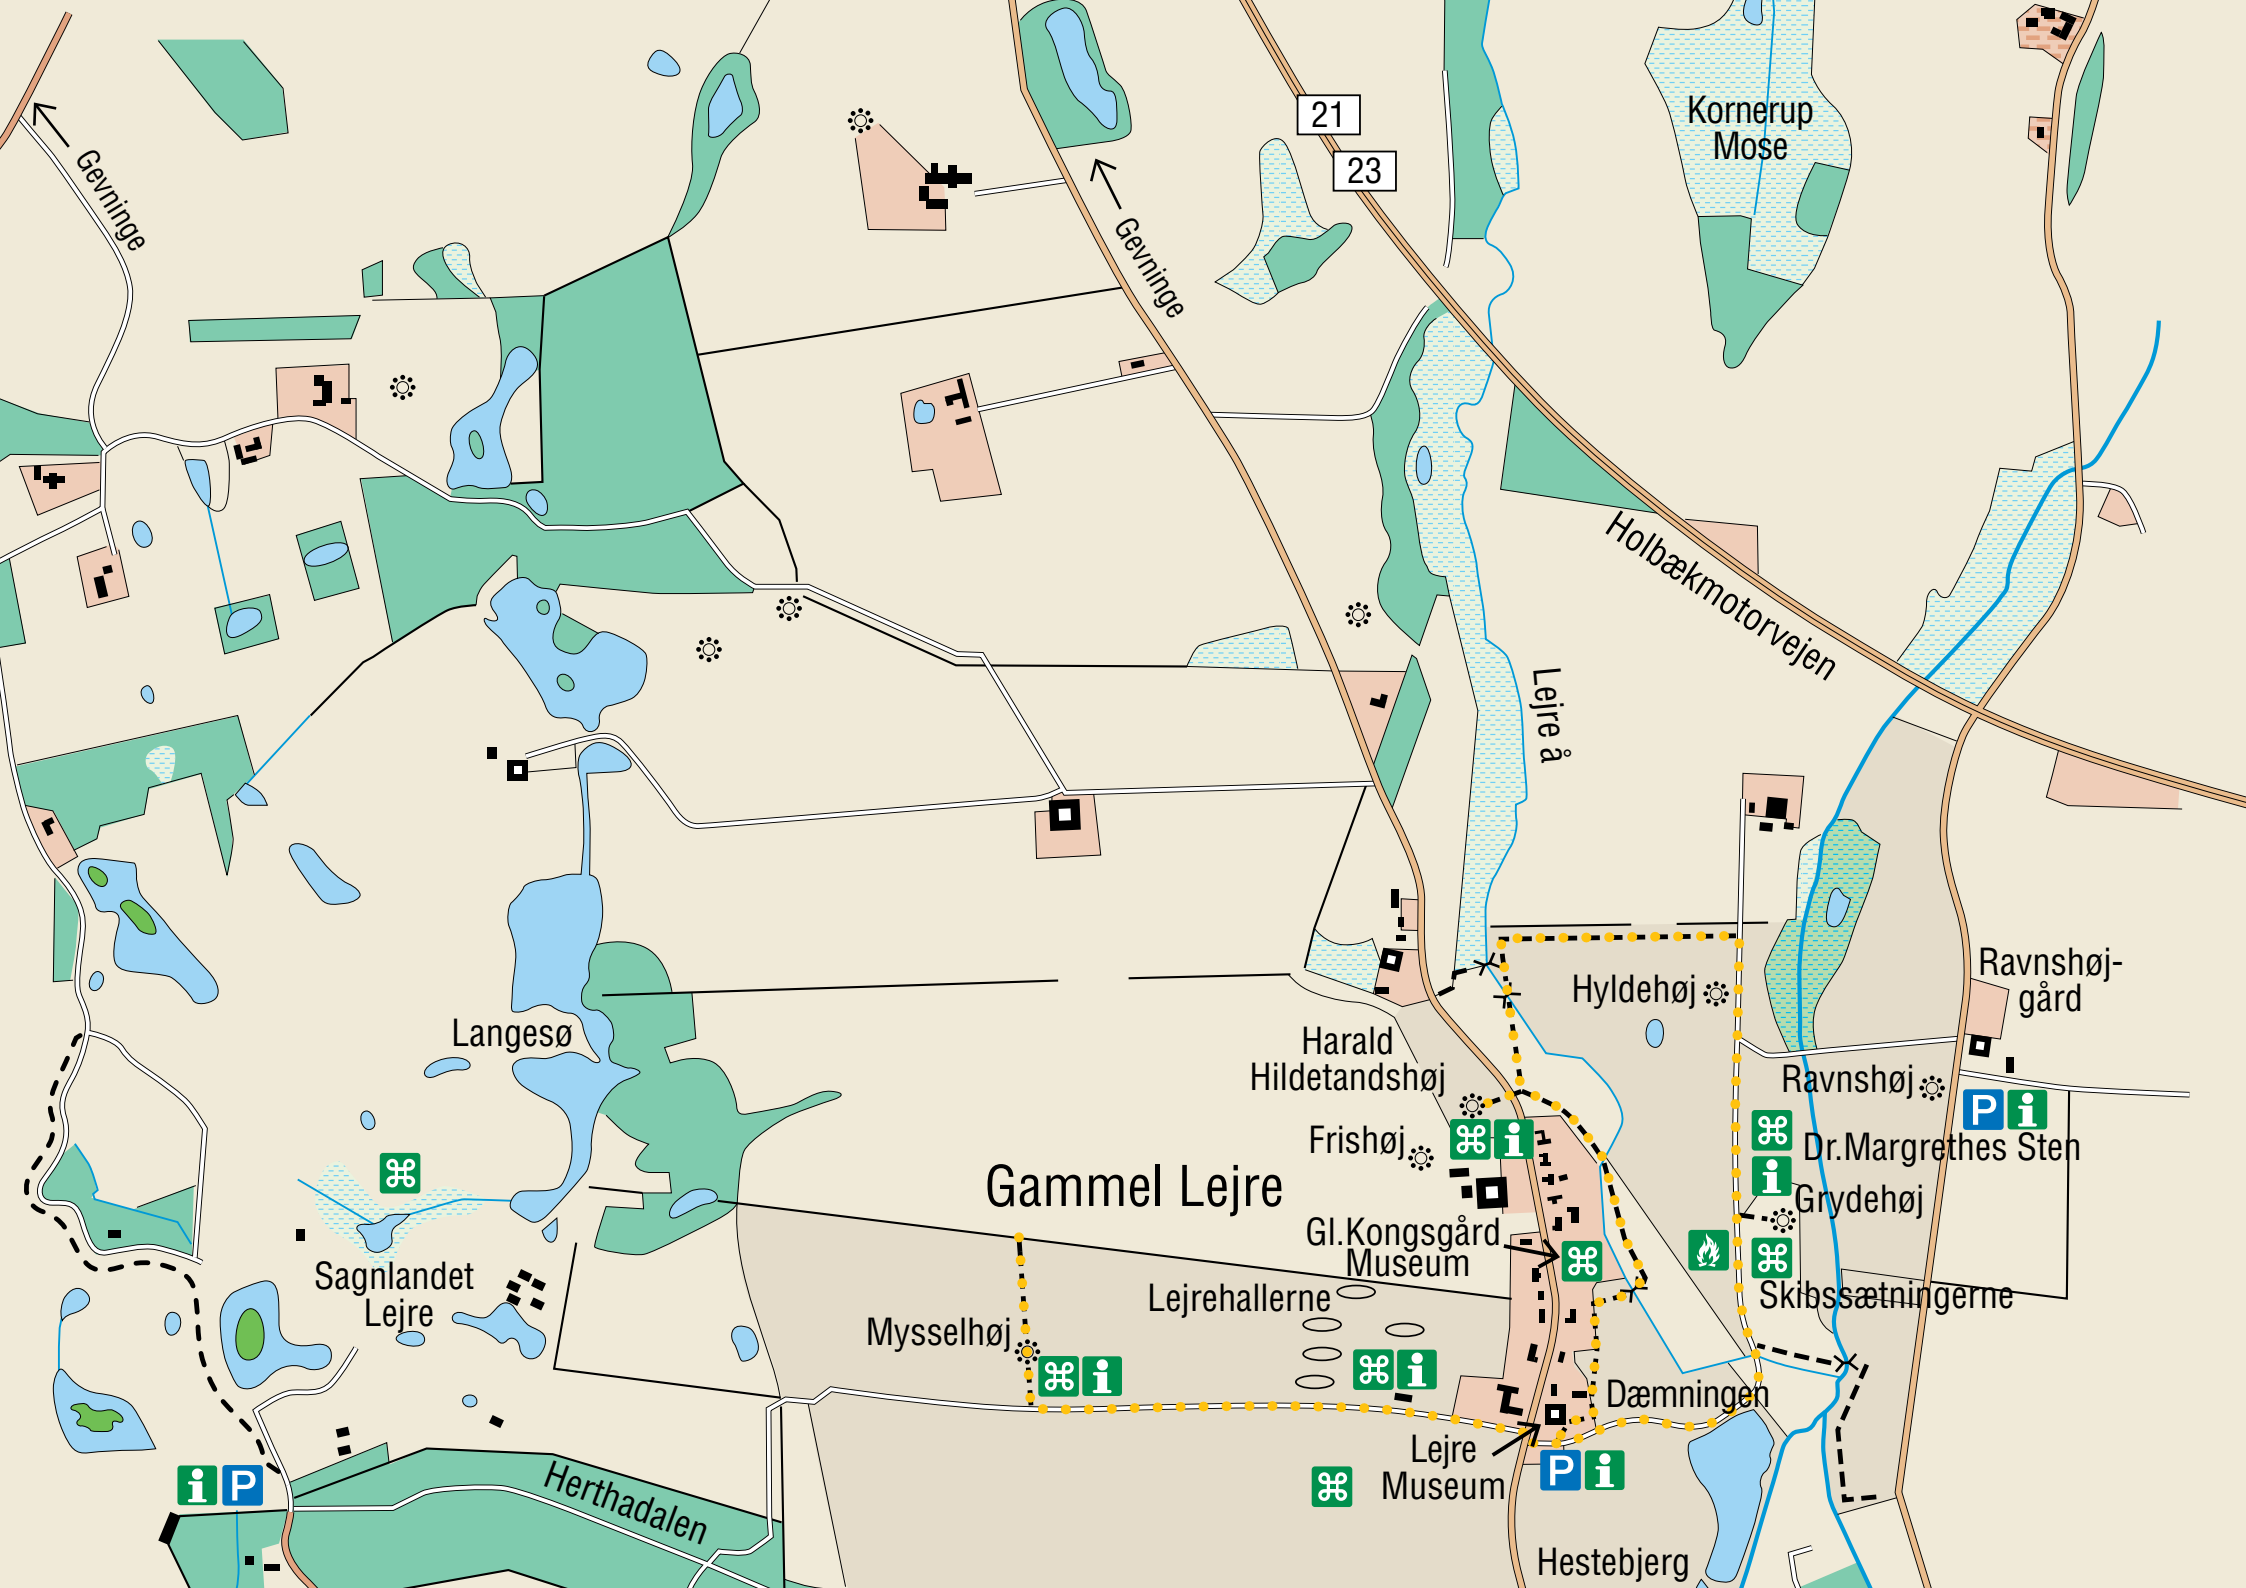 21
23
Kornerup
Mose
Gevninge
Gevninge
Holbækmotorvejen
Lejre å
Ravnshøj-
gård
Hyldehøj
Langesø
Harald
Hildetandshøj
Ravnshøj
P i
Frishøj
i
Dr.Margrethes Sten
i
Gammel Lejre
Grydehøj
Gl.Kongsgård
Museum
Sagnlandet
Lejre
Lejrehallerne
Skibssætningerne
Mysselhøj
i
i
Dæmningen
Lejre
Museum
P i
i P
Herthadalen
Hestebjerg